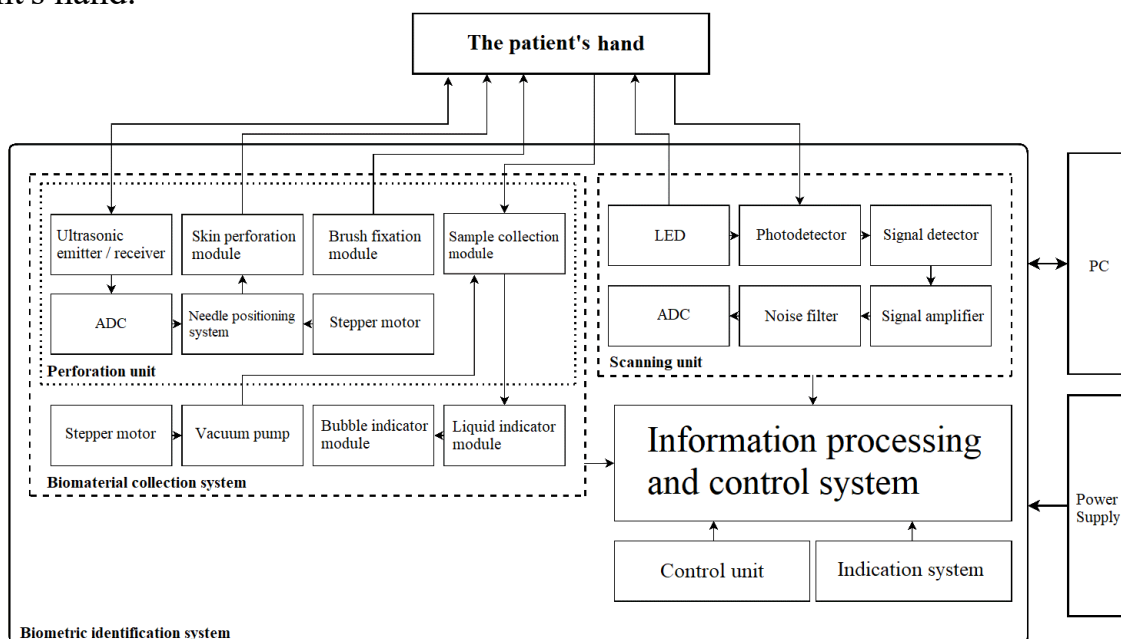 nt's hand.
The patient's hand
Ultrasonic
emitter / receiver
Skin perforation
module
Brush fixation
module
Sample collection
module
LED
Photodetector
Signal detector
PC
ADC
Needle positioning
system
Stepper motor
ADC
Noise filter
Signal amplifier
Perforation unit
Scanning unit
Stepper motor
Vacuum pump
Bubble indicator
module
Liquid indicator
module
Information processing
and control system
Biomaterial collection system
Power
Supply
Control unit
Indication system
Biometric identification system